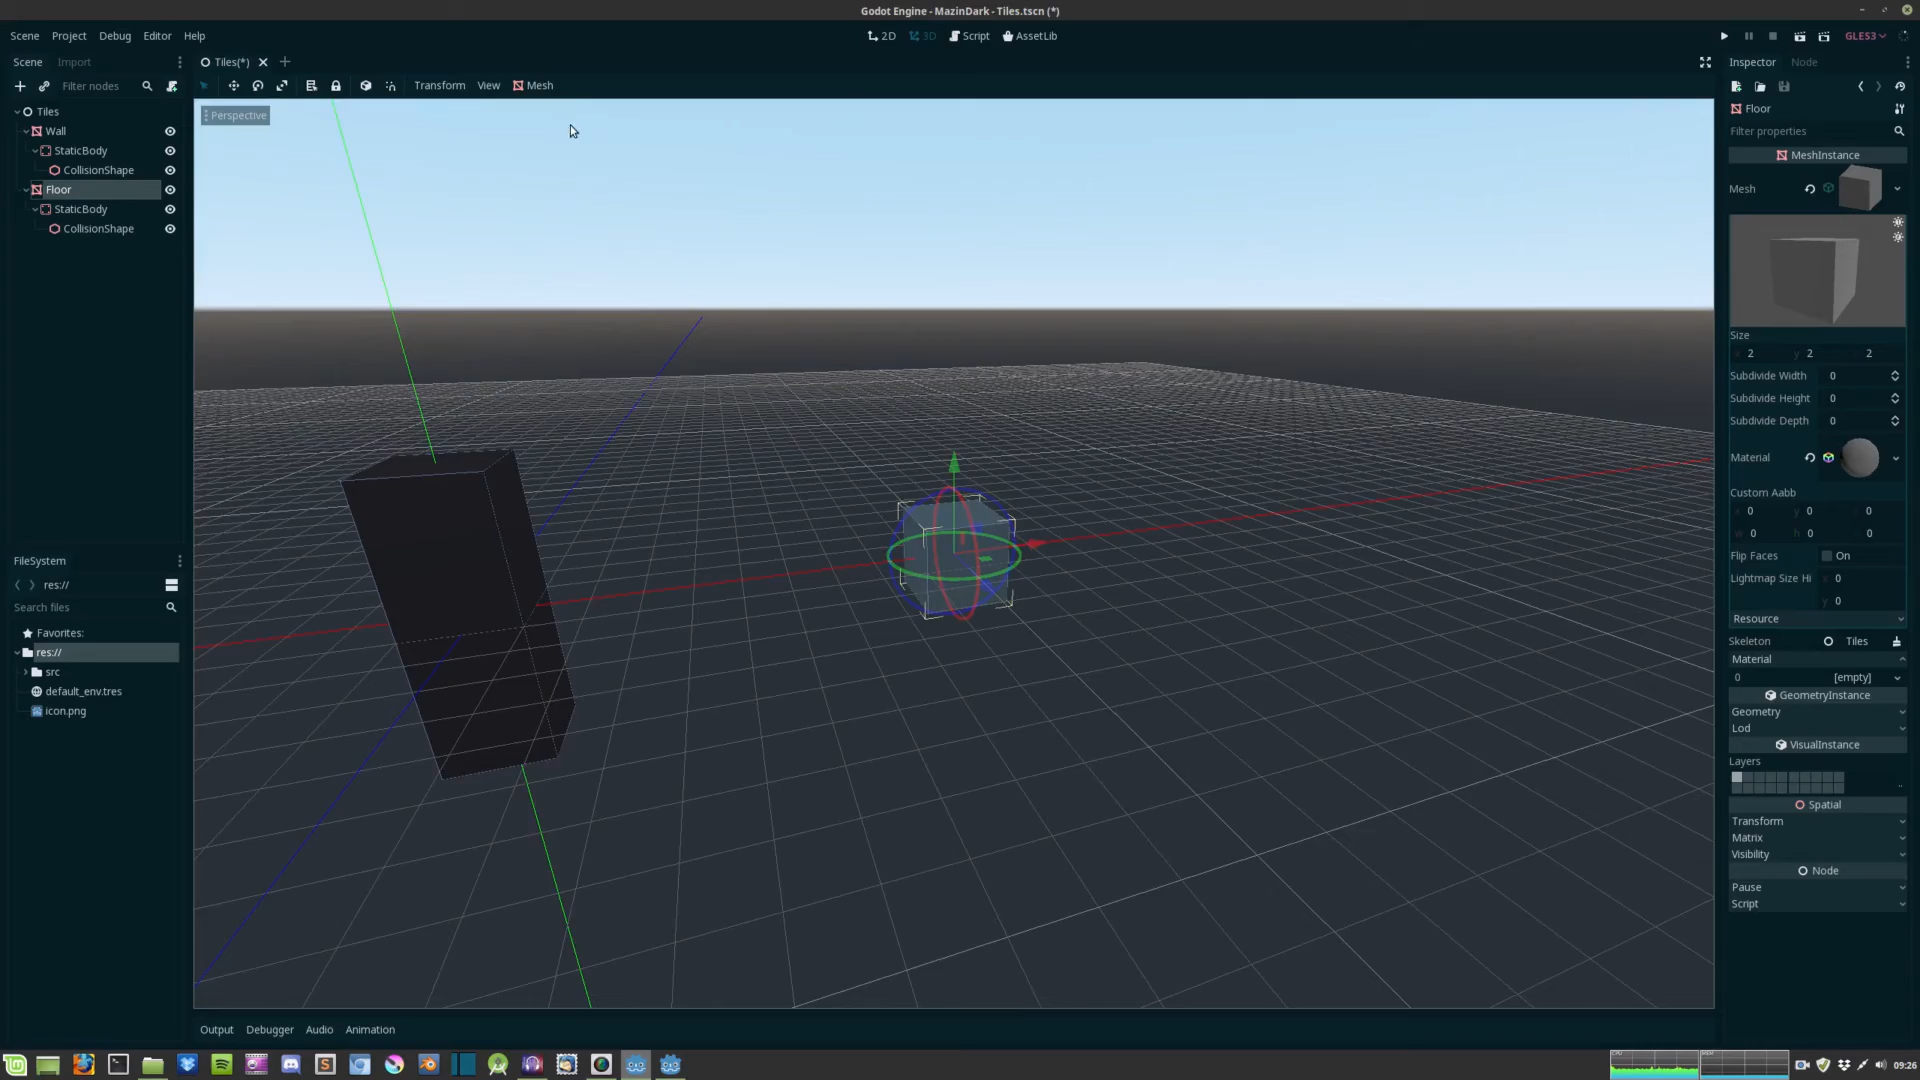 Godot Engine - MazinDark - Tiles.tscn (*)
Scene Project Debug Editor Help
2D 3D Script AssetLib
GLES3
Scene Import
Tiles(*)
Inspector Node
Filter nodes
Transform View Mesh
Floor
Tiles
Wall
StaticBody
CollisionShape
Floor
StaticBody
CollisionShape
Perspective
Filter properties
MeshInstance
Mesh
Size
x 2 y 2 2
Subdivide Width 0
Subdivide Height 0
Subdivide Depth 0
Material
Custom Aabb
x 0 y 0 0
w 0 h 0 0
Flip Faces On
Lightmap Size Hi x 0
y 0
Resource
Skeleton Tiles
Material
0 [empty]
GeometryInstance
Geometry
Lod
VisualInstance
Layers
..
Spatial
Transform
Matrix
Visibility
Node
Pause
Script
FileSystem
res://
Search files
Favorites:
res://
src
default_env.tres
icon.png
Output Debugger Audio Animation
09:26